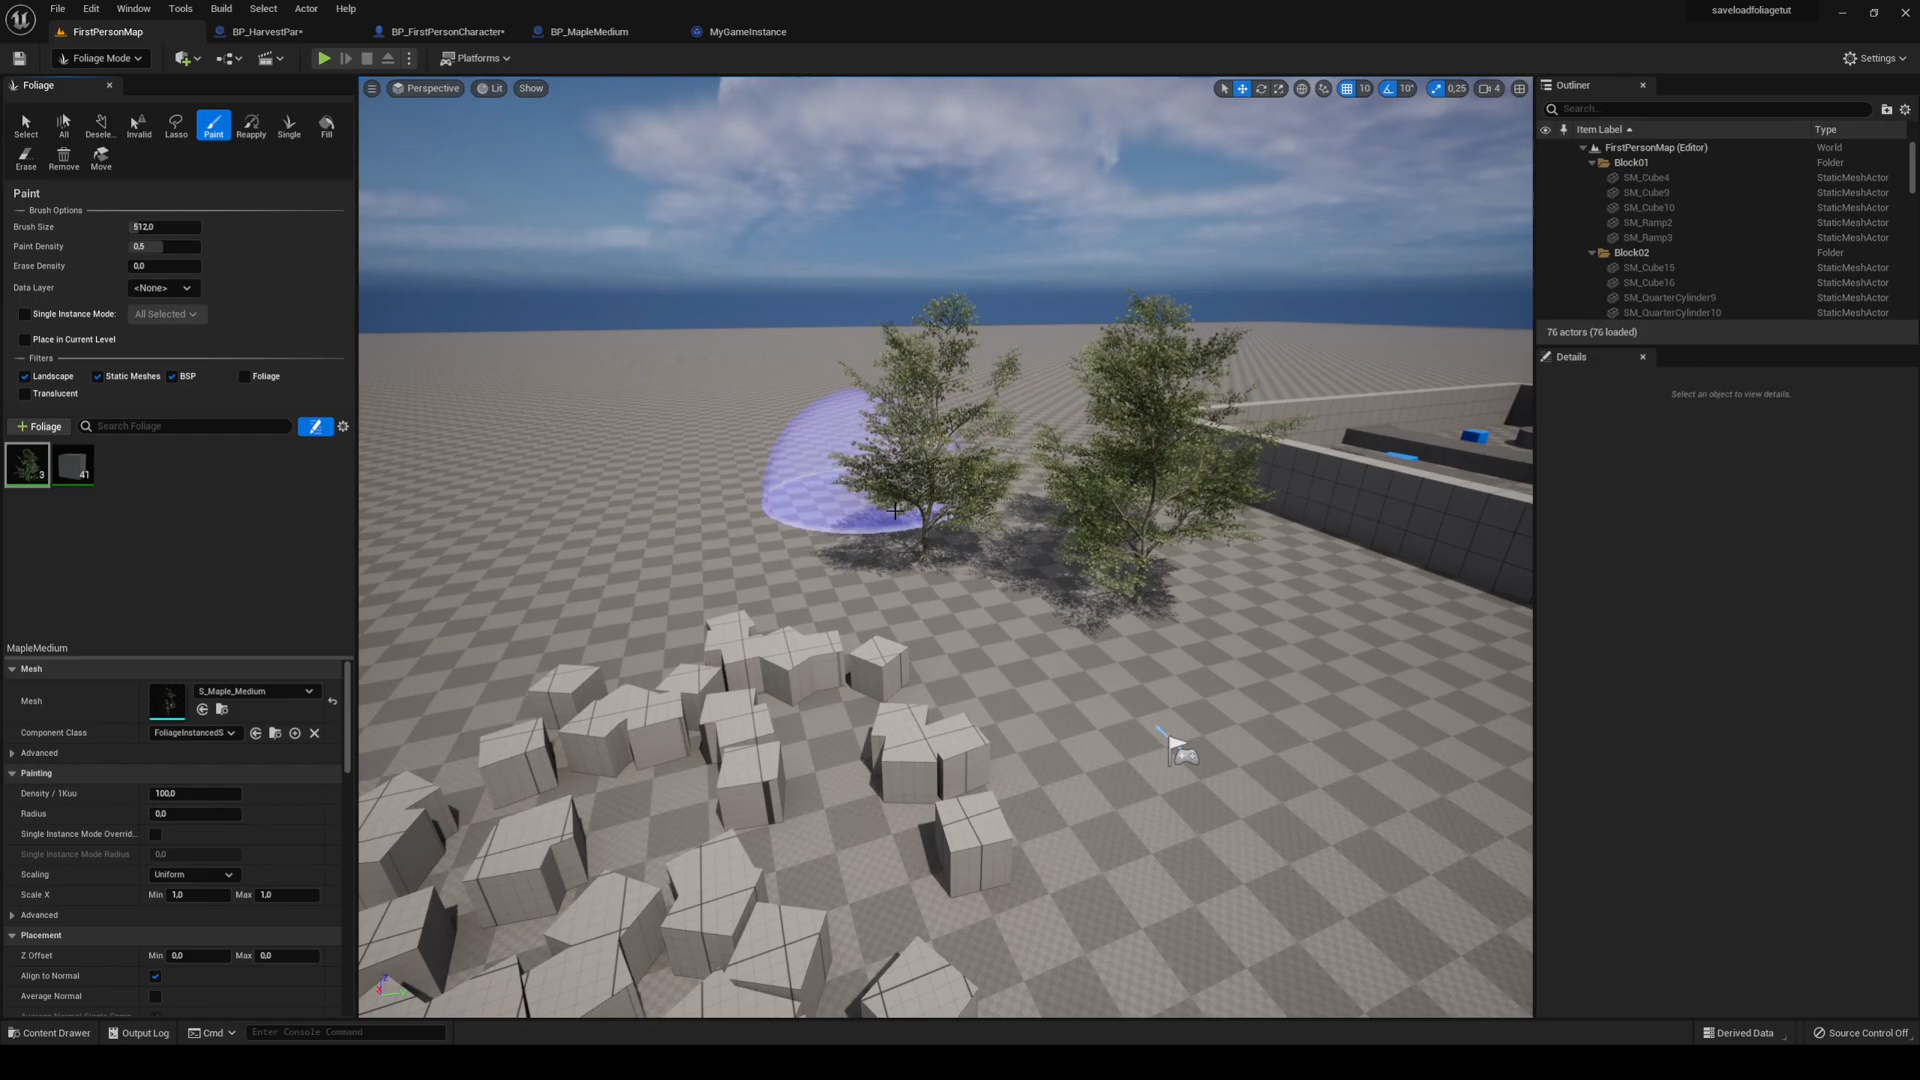 File Edit Window Tools Build Select Actor Help
saveloadfoliagetut
FirstPersonMap BP_HarvestPar* BP_FirstPersonCharacter* BP_MapleMedium MyGameInstance
Foliage Mode Platforms Settings
Foliage
Perspective Lit Show 10 10° 0,25 4
Select All Desele... Invalid Lasso Paint Reapply Single Fill
Erase Remove Move
Paint
Brush Options
Brush Size 512,0
Paint Density 0,5
Erase Density 0,0
Data Layer <None>
Single Instance Mode: All Selected
Place in Current Level
Filters
Landscape Static Meshes BSP Foliage
Translucent
+ Foliage Search Foliage
3 41
MapleMedium
Mesh
Mesh S_Maple_Medium
Component Class FoliageInstancedS
Advanced
Painting
Density / 1Kuu 100,0
Radius 0,0
Single Instance Mode Overrid...
Single Instance Mode Radius 0,0
Scaling Uniform
Scale X Min 1,0 Max 1,0
Advanced
Placement
Z Offset Min 0,0 Max 0,0
Align to Normal
Average Normal
Outliner
Search...
Item Label Type
FirstPersonMap (Editor) World
Block01 Folder
SM_Cube4 StaticMeshActor
SM_Cube9 StaticMeshActor
SM_Cube10 StaticMeshActor
SM_Ramp2 StaticMeshActor
SM_Ramp3 StaticMeshActor
Block02 Folder
SM_Cube15 StaticMeshActor
SM_Cube16 StaticMeshActor
SM_QuarterCylinder9 StaticMeshActor
SM_QuarterCylinder10 StaticMeshActor
76 actors (76 loaded)
Details
Select an object to view details.
Content Drawer Output Log Cmd Enter Console Command
Derived Data Source Control Off